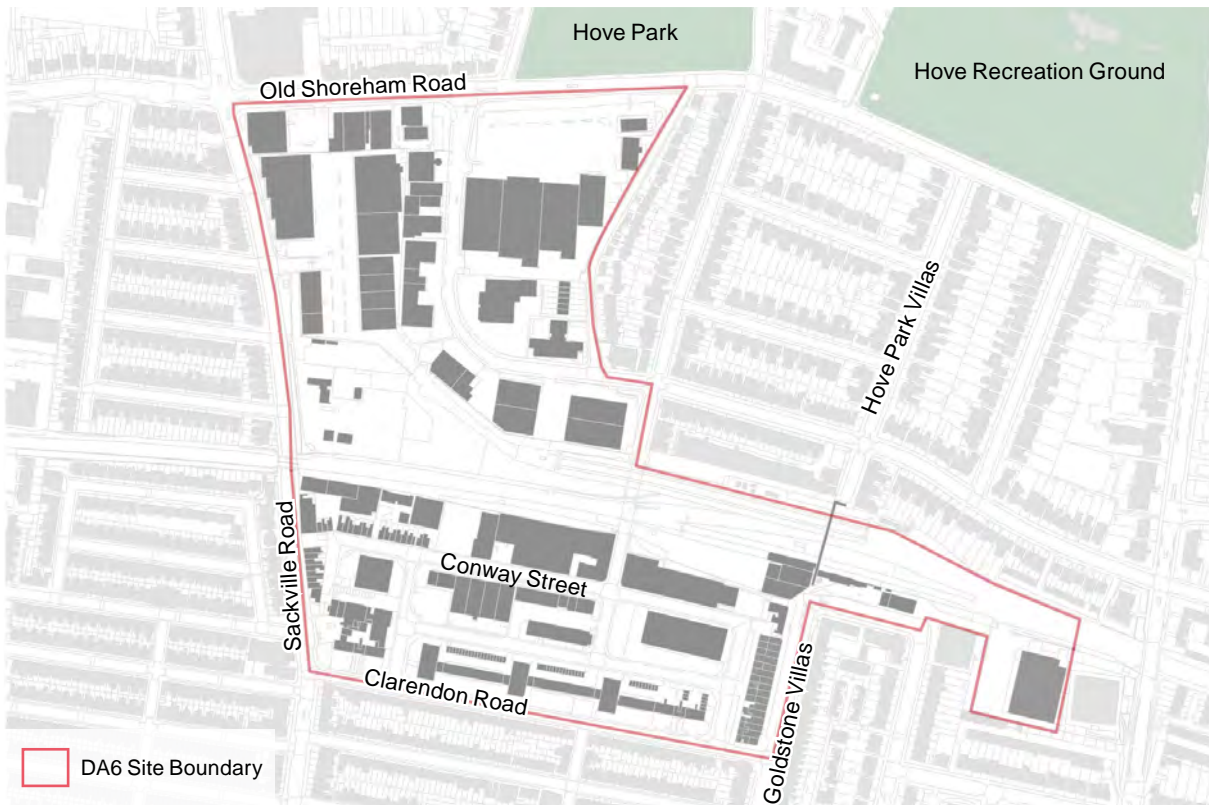 Hove Park
Hove Recreation Ground
Old Shoreham Road
Hove Park Villas
Sackville Road
Conway Street
Clarendon Road
Goldstone Villas
DA6 Site Boundary